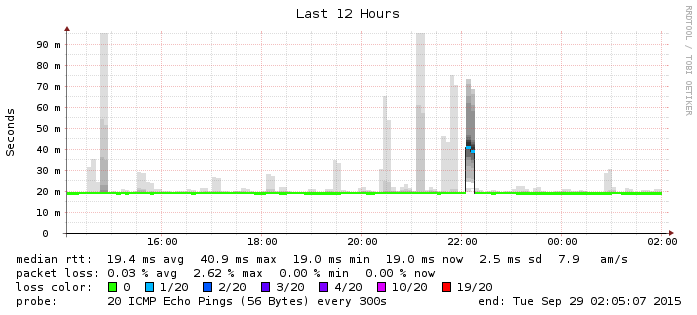 Last 12 Hours
RRDTOOL / TOBI OETIKER
Seconds
90 m
80 m
70 m
60 m
50 m
40 m
30 m
20 m
10 m
0
16:00 18:00 20:00 22:00 00:00 02:00
median rtt: 19.4 ms avg 40.9 ms max 19.0 ms min 19.0 ms now 2.5 ms sd 7.9 am/s
packet loss: 0.03 % avg 2.62 % max 0.00 % min 0.00 % now
loss color: 0 1/20 2/20 3/20 4/20 10/20 19/20
probe: 20 ICMP Echo Pings (56 Bytes) every 300s end: Tue Sep 29 02:05:07 2015